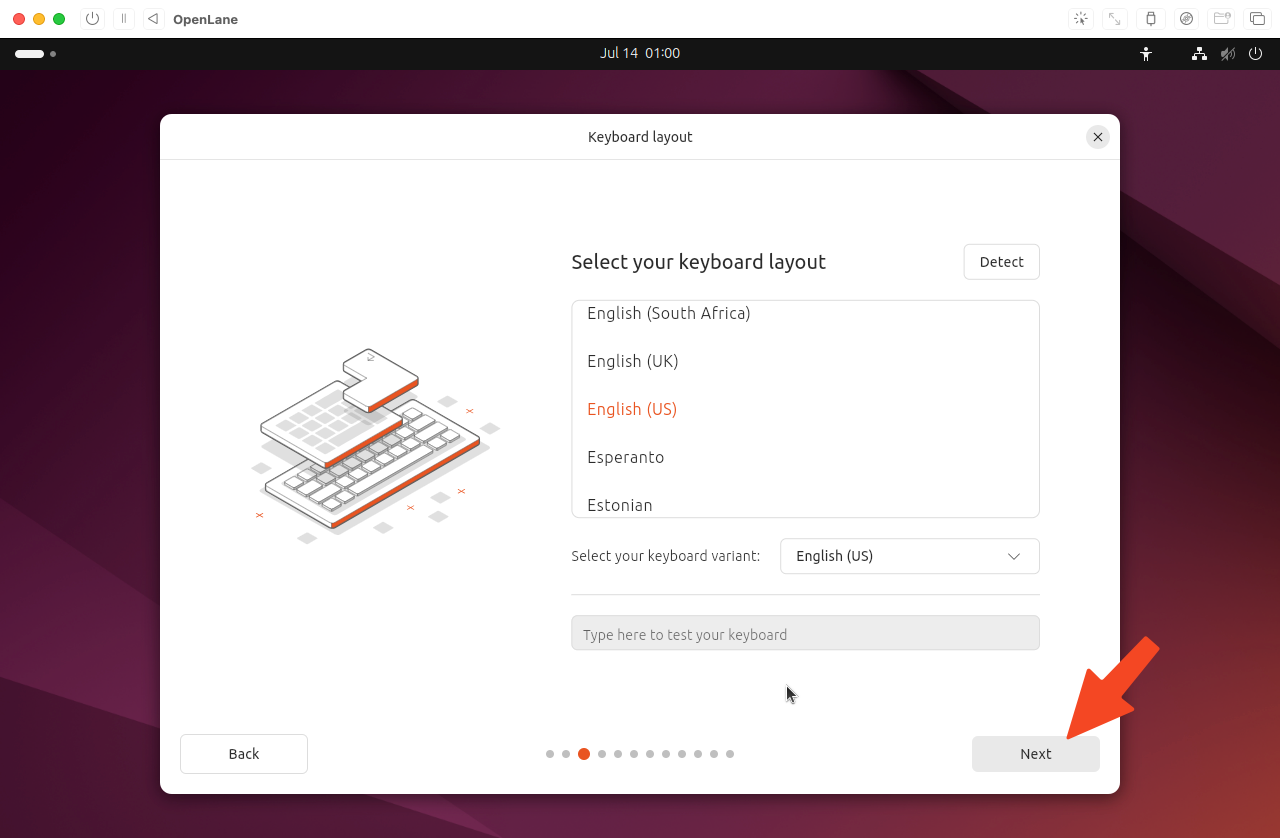 OpenLane
Jul 14 01:00
Keyboard layout
Select your keyboard layout
Detect
English (South Africa)
English (UK)
English (US)
Esperanto
Estonian
Select your keyboard variant:
English (US)
Type here to test your keyboard
Back
Next